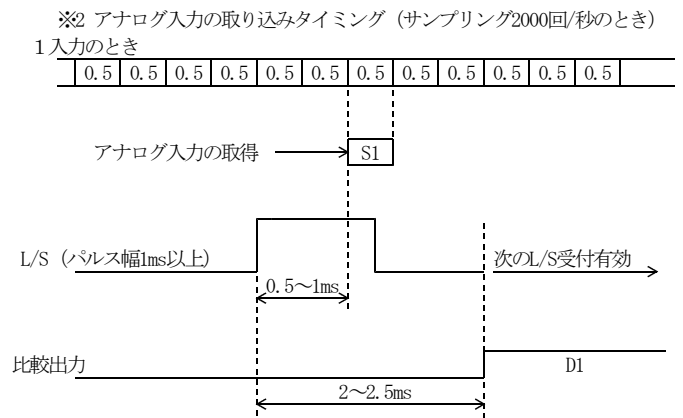 ※2 アナログ入力の取り込みタイミング（サンプリング2000回/秒のとき）
1入力のとき
0.5 0.5 0.5 0.5 0.5 0.5 0.5 0.5 0.5 0.5 0.5 0.5
アナログ入力の取得 S1
L/S（パルス幅1ms以上） 次のL/S受付有効
0.5～1ms
比較出力 D1
2～2.5ms